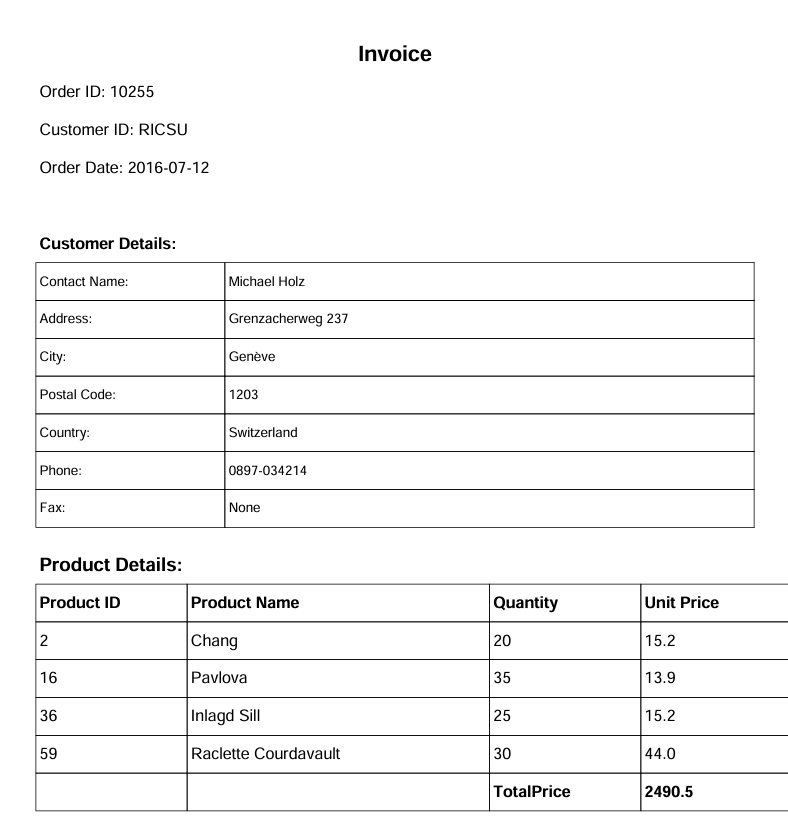 Invoice
Order ID: 10255
Customer ID: RICSU
Order Date: 2016-07-12
Customer Details:
Contact Name: Michael Holz
Address: Grenzacherweg 237
City: Genève
Postal Code: 1203
Country: Switzerland
Phone: 0897-034214
Fax: None
Product Details:
Product ID Product Name Quantity Unit Price
2 Chang 20 15.2
16 Pavlova 35 13.9
36 Inlagd Sill 25 15.2
59 Raclette Courdavault 30 44.0
TotalPrice 2490.5